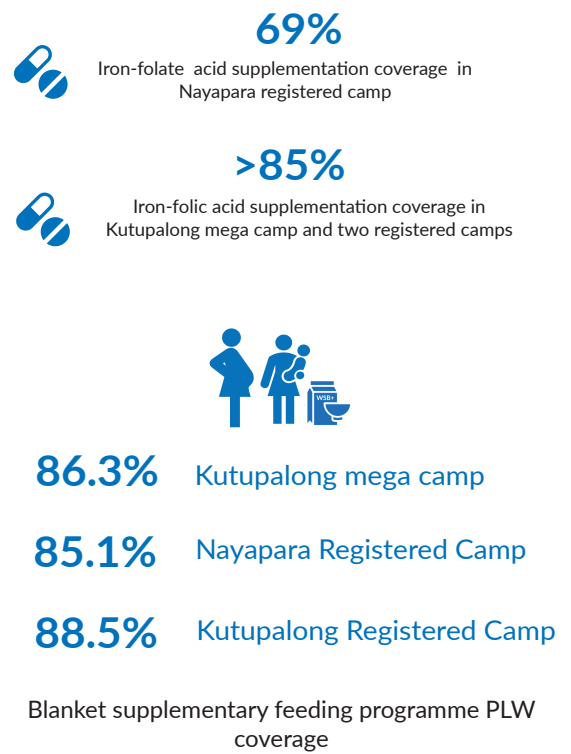 69%
Iron-folate acid supplementation coverage in
Nayapara registered camp
>85%
Iron-folic acid supplementation coverage in
Kutupalong mega camp and two registered camps
WSB+
86.3% Kutupalong mega camp
85.1% Nayapara Registered Camp
88.5% Kutupalong Registered Camp
Blanket supplementary feeding programme PLW
coverage